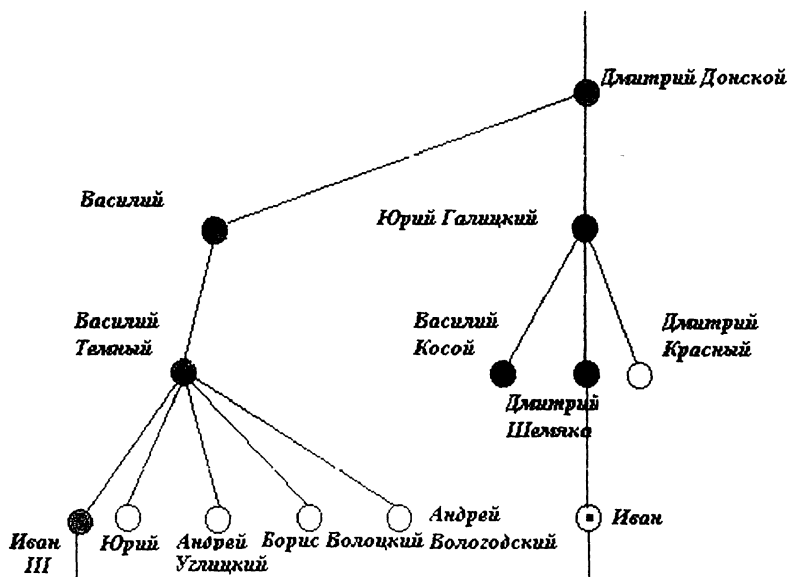 Дмитрий Донской
Василий
Юрий Галицкий
Василий
Темный
Василий
Косой
Дмитрий
Красный
Дмитрий
Шемяка
Иван
III
Юрий
Андрей
Углицкий
Борис Волоцкий
Андрей
Вологодский
Иван